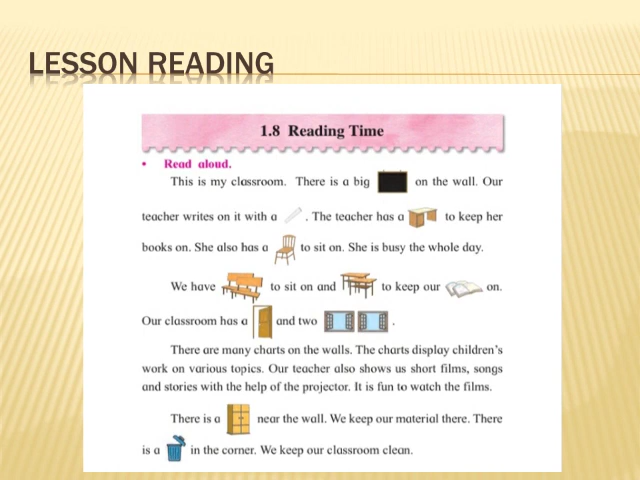 LESSON READING
1.8 Reading Time
• Read aloud.
This is my classroom. There is a big on the wall. Our
teacher writes on it with a . The teacher has a to keep her
books on. She also has a to sit on. She is busy the whole day.
We have to sit on and to keep our on.
Our classroom has a and two .
There are many charts on the walls. The charts display children's
work on various topics. Our teacher also shows us short films, songs
and stories with the help of the projector. It is fun to watch the films.
There is a near the wall. We keep our material there. There
is a in the corner. We keep our classroom clean.